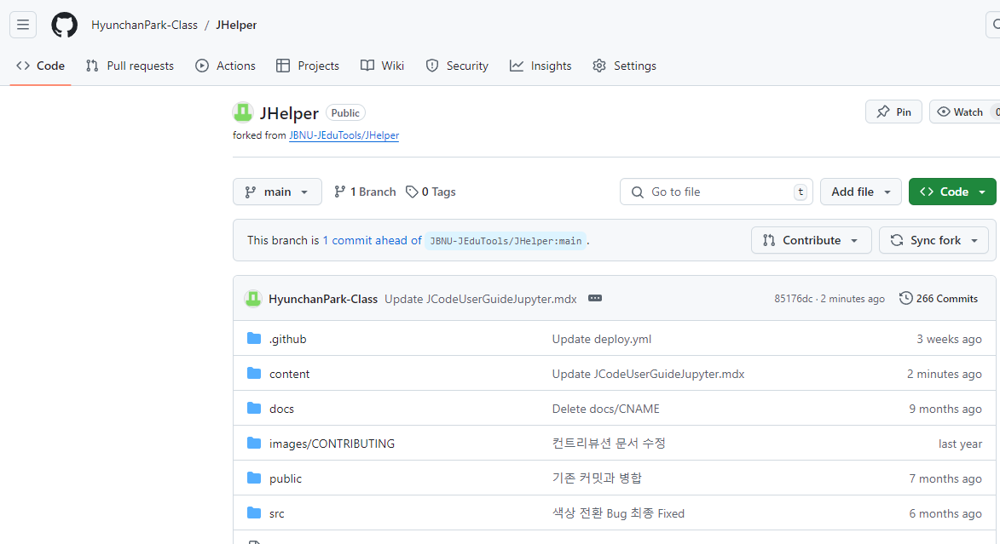 HyunchanPark-Class / JHelper
Code Pull requests Actions Projects Wiki Security Insights Settings
JHelper Public Pin Watch 0
forked from JBNU-JEduTools/JHelper
main 1 Branch 0 Tags Go to file t Add file Code
This branch is 1 commit ahead of JBNU-JEduTools/JHelper:main . Contribute Sync fork
HyunchanPark-Class Update JCodeUserGuideJupyter.mdx 85176dc · 2 minutes ago 266 Commits
.github Update deploy.yml 3 weeks ago
content Update JCodeUserGuideJupyter.mdx 2 minutes ago
docs Delete docs/CNAME 9 months ago
images/CONTRIBUTING 컨트리뷰션 문서 수정 last year
public 기존 커밋과 병합 7 months ago
src 색상 전환 Bug 최종 Fixed 6 months ago